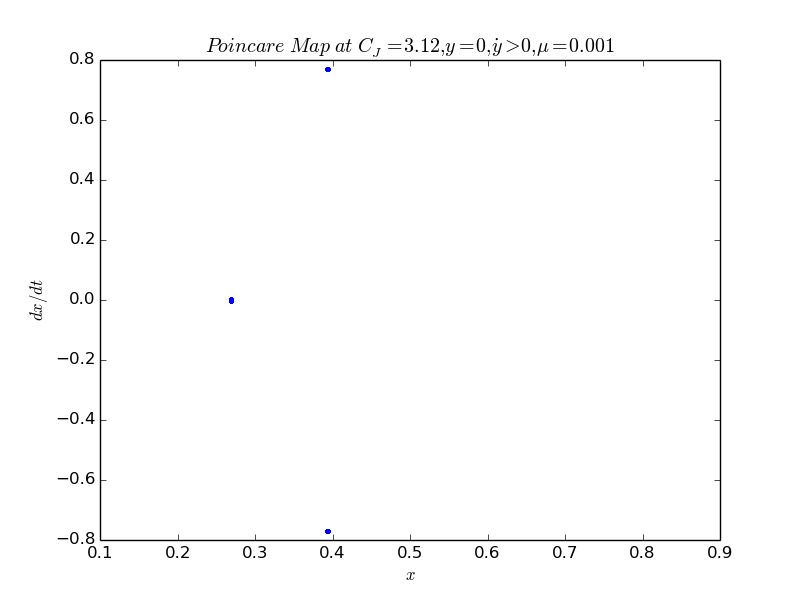 Poincare Map at C_J = 3.12, y = 0, ẏ > 0, μ = 0.001
0.8
0.6
0.4
0.2
0.0
−0.2
−0.4
−0.6
−0.8
dx/dt
0.1 0.2 0.3 0.4 0.5 0.6 0.7 0.8 0.9
x